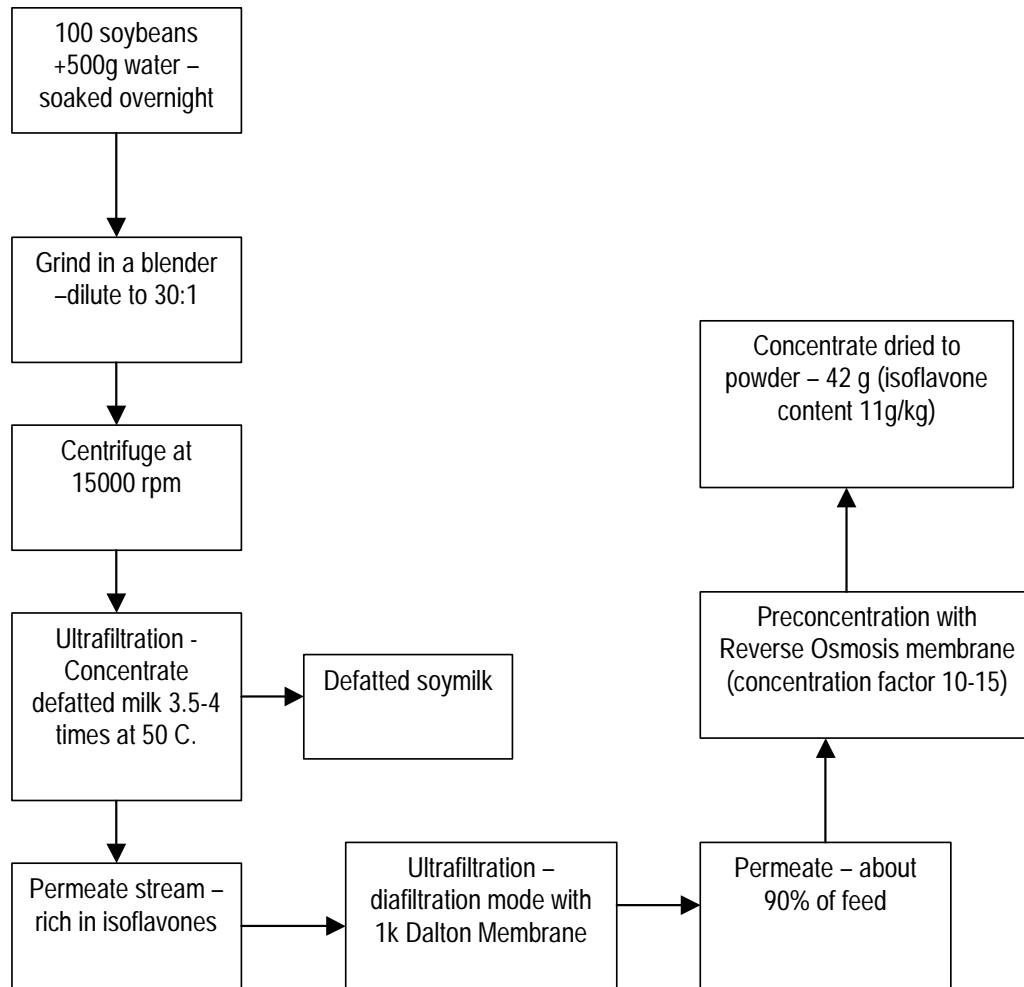 100 soybeans
+500g water –
soaked overnight
Grind in a blender
–dilute to 30:1
Centrifuge at
15000 rpm
Ultrafiltration -
Concentrate
defatted milk 3.5-4
times at 50 C.
Defatted soymilk
Permeate stream –
rich in isoflavones
Ultrafiltration –
diafiltration mode with
1k Dalton Membrane
Permeate – about
90% of feed
Preconcentration with
Reverse Osmosis membrane
(concentration factor 10-15)
Concentrate dried to
powder – 42 g (isoflavone
content 11g/kg)